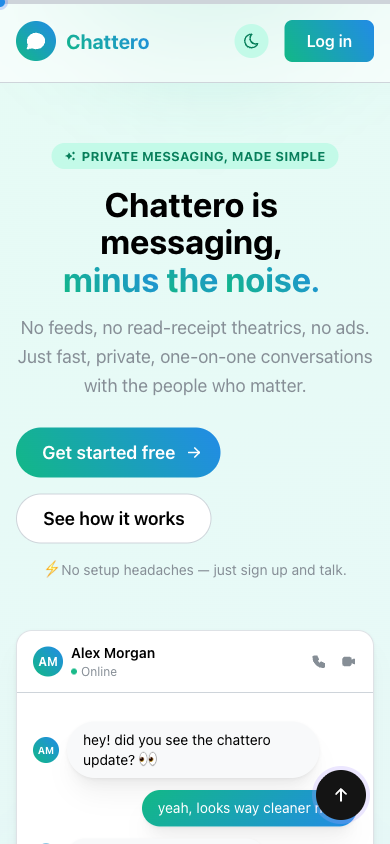 Chattero
Log in
PRIVATE MESSAGING, MADE SIMPLE
Chattero is
messaging,
minus the noise.
No feeds, no read-receipt theatrics, no ads.
Just fast, private, one-on-one conversations
with the people who matter.
Get started free →
See how it works
⚡No setup headaches — just sign up and talk.
AM
Alex Morgan
Online
AM
hey! did you see the chattero
update? 👀
yeah, looks way cleaner